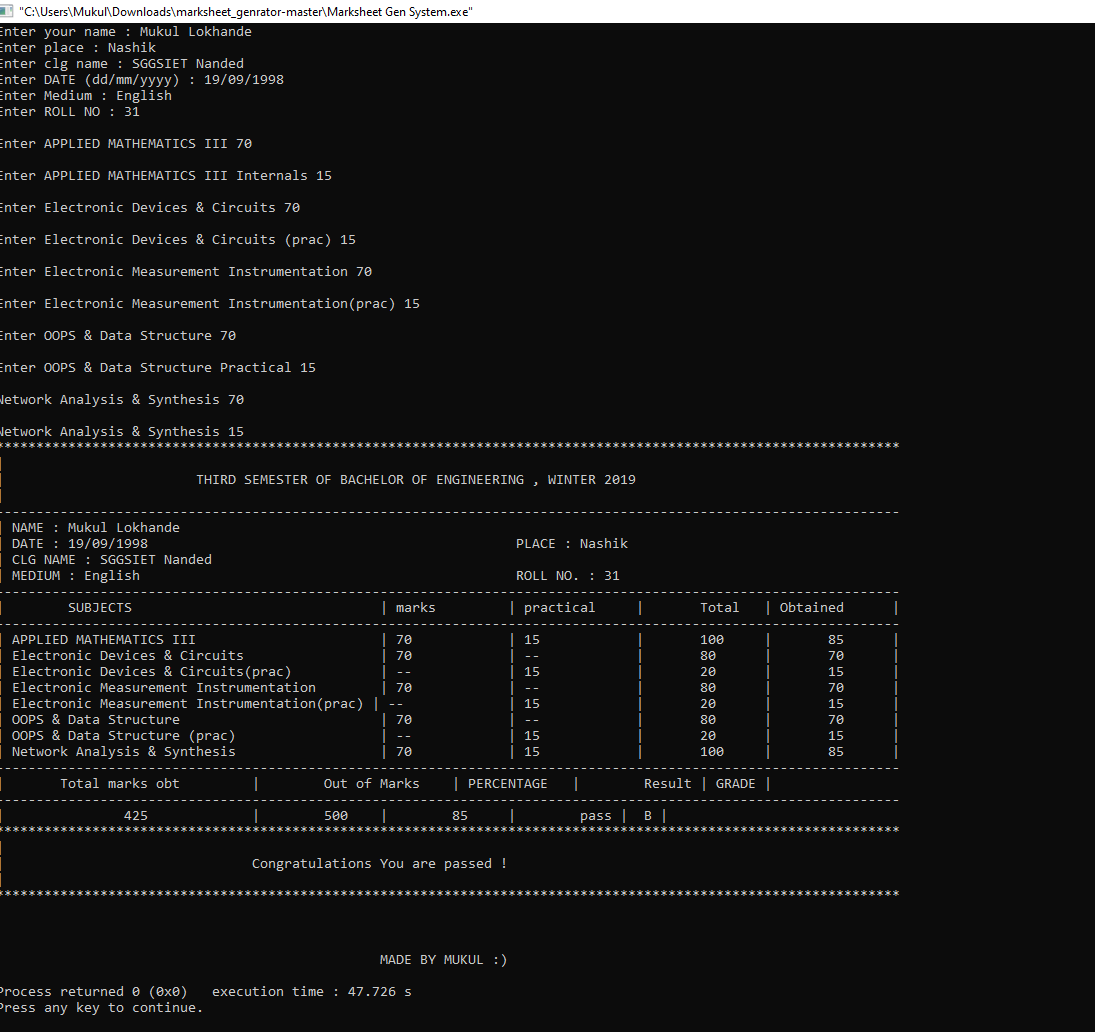 "C:\Users\Mukul\Downloads\marksheet_genrator-master\Marksheet Gen System.exe"
Enter your name : Mukul Lokhande
Enter place : Nashik
Enter clg name : SGGSIET Nanded
Enter DATE (dd/mm/yyyy) : 19/09/1998
Enter Medium : English
Enter ROLL NO : 31
Enter APPLIED MATHEMATICS III 70
Enter APPLIED MATHEMATICS III Internals 15
Enter Electronic Devices & Circuits 70
Enter Electronic Devices & Circuits (prac) 15
Enter Electronic Measurement Instrumentation 70
Enter Electronic Measurement Instrumentation(prac) 15
Enter OOPS & Data Structure 70
Enter OOPS & Data Structure Practical 15
Network Analysis & Synthesis 70
Network Analysis & Synthesis 15
THIRD SEMESTER OF BACHELOR OF ENGINEERING , WINTER 2019
| NAME : Mukul Lokhande
| DATE : 19/09/1998 PLACE : Nashik
| CLG NAME : SGGSIET Nanded
| MEDIUM : English ROLL NO. : 31
| SUBJECTS | marks | practical | Total | Obtained |
| APPLIED MATHEMATICS III | 70 | 15 | 100 | 85 |
| Electronic Devices & Circuits | 70 | -- | 80 | 70 |
| Electronic Devices & Circuits(prac) | -- | 15 | 20 | 15 |
| Electronic Measurement Instrumentation | 70 | -- | 80 | 70 |
| Electronic Measurement Instrumentation(prac) | -- | 15 | 20 | 15 |
| OOPS & Data Structure | 70 | -- | 80 | 70 |
| OOPS & Data Structure (prac) | -- | 15 | 20 | 15 |
| Network Analysis & Synthesis | 70 | 15 | 100 | 85 |
| Total marks obt | Out of Marks | PERCENTAGE | Result | GRADE |
| 425 | 500 | 85 | pass | B |
Congratulations You are passed !
MADE BY MUKUL :)
Process returned 0 (0x0) execution time : 47.726 s
Press any key to continue.